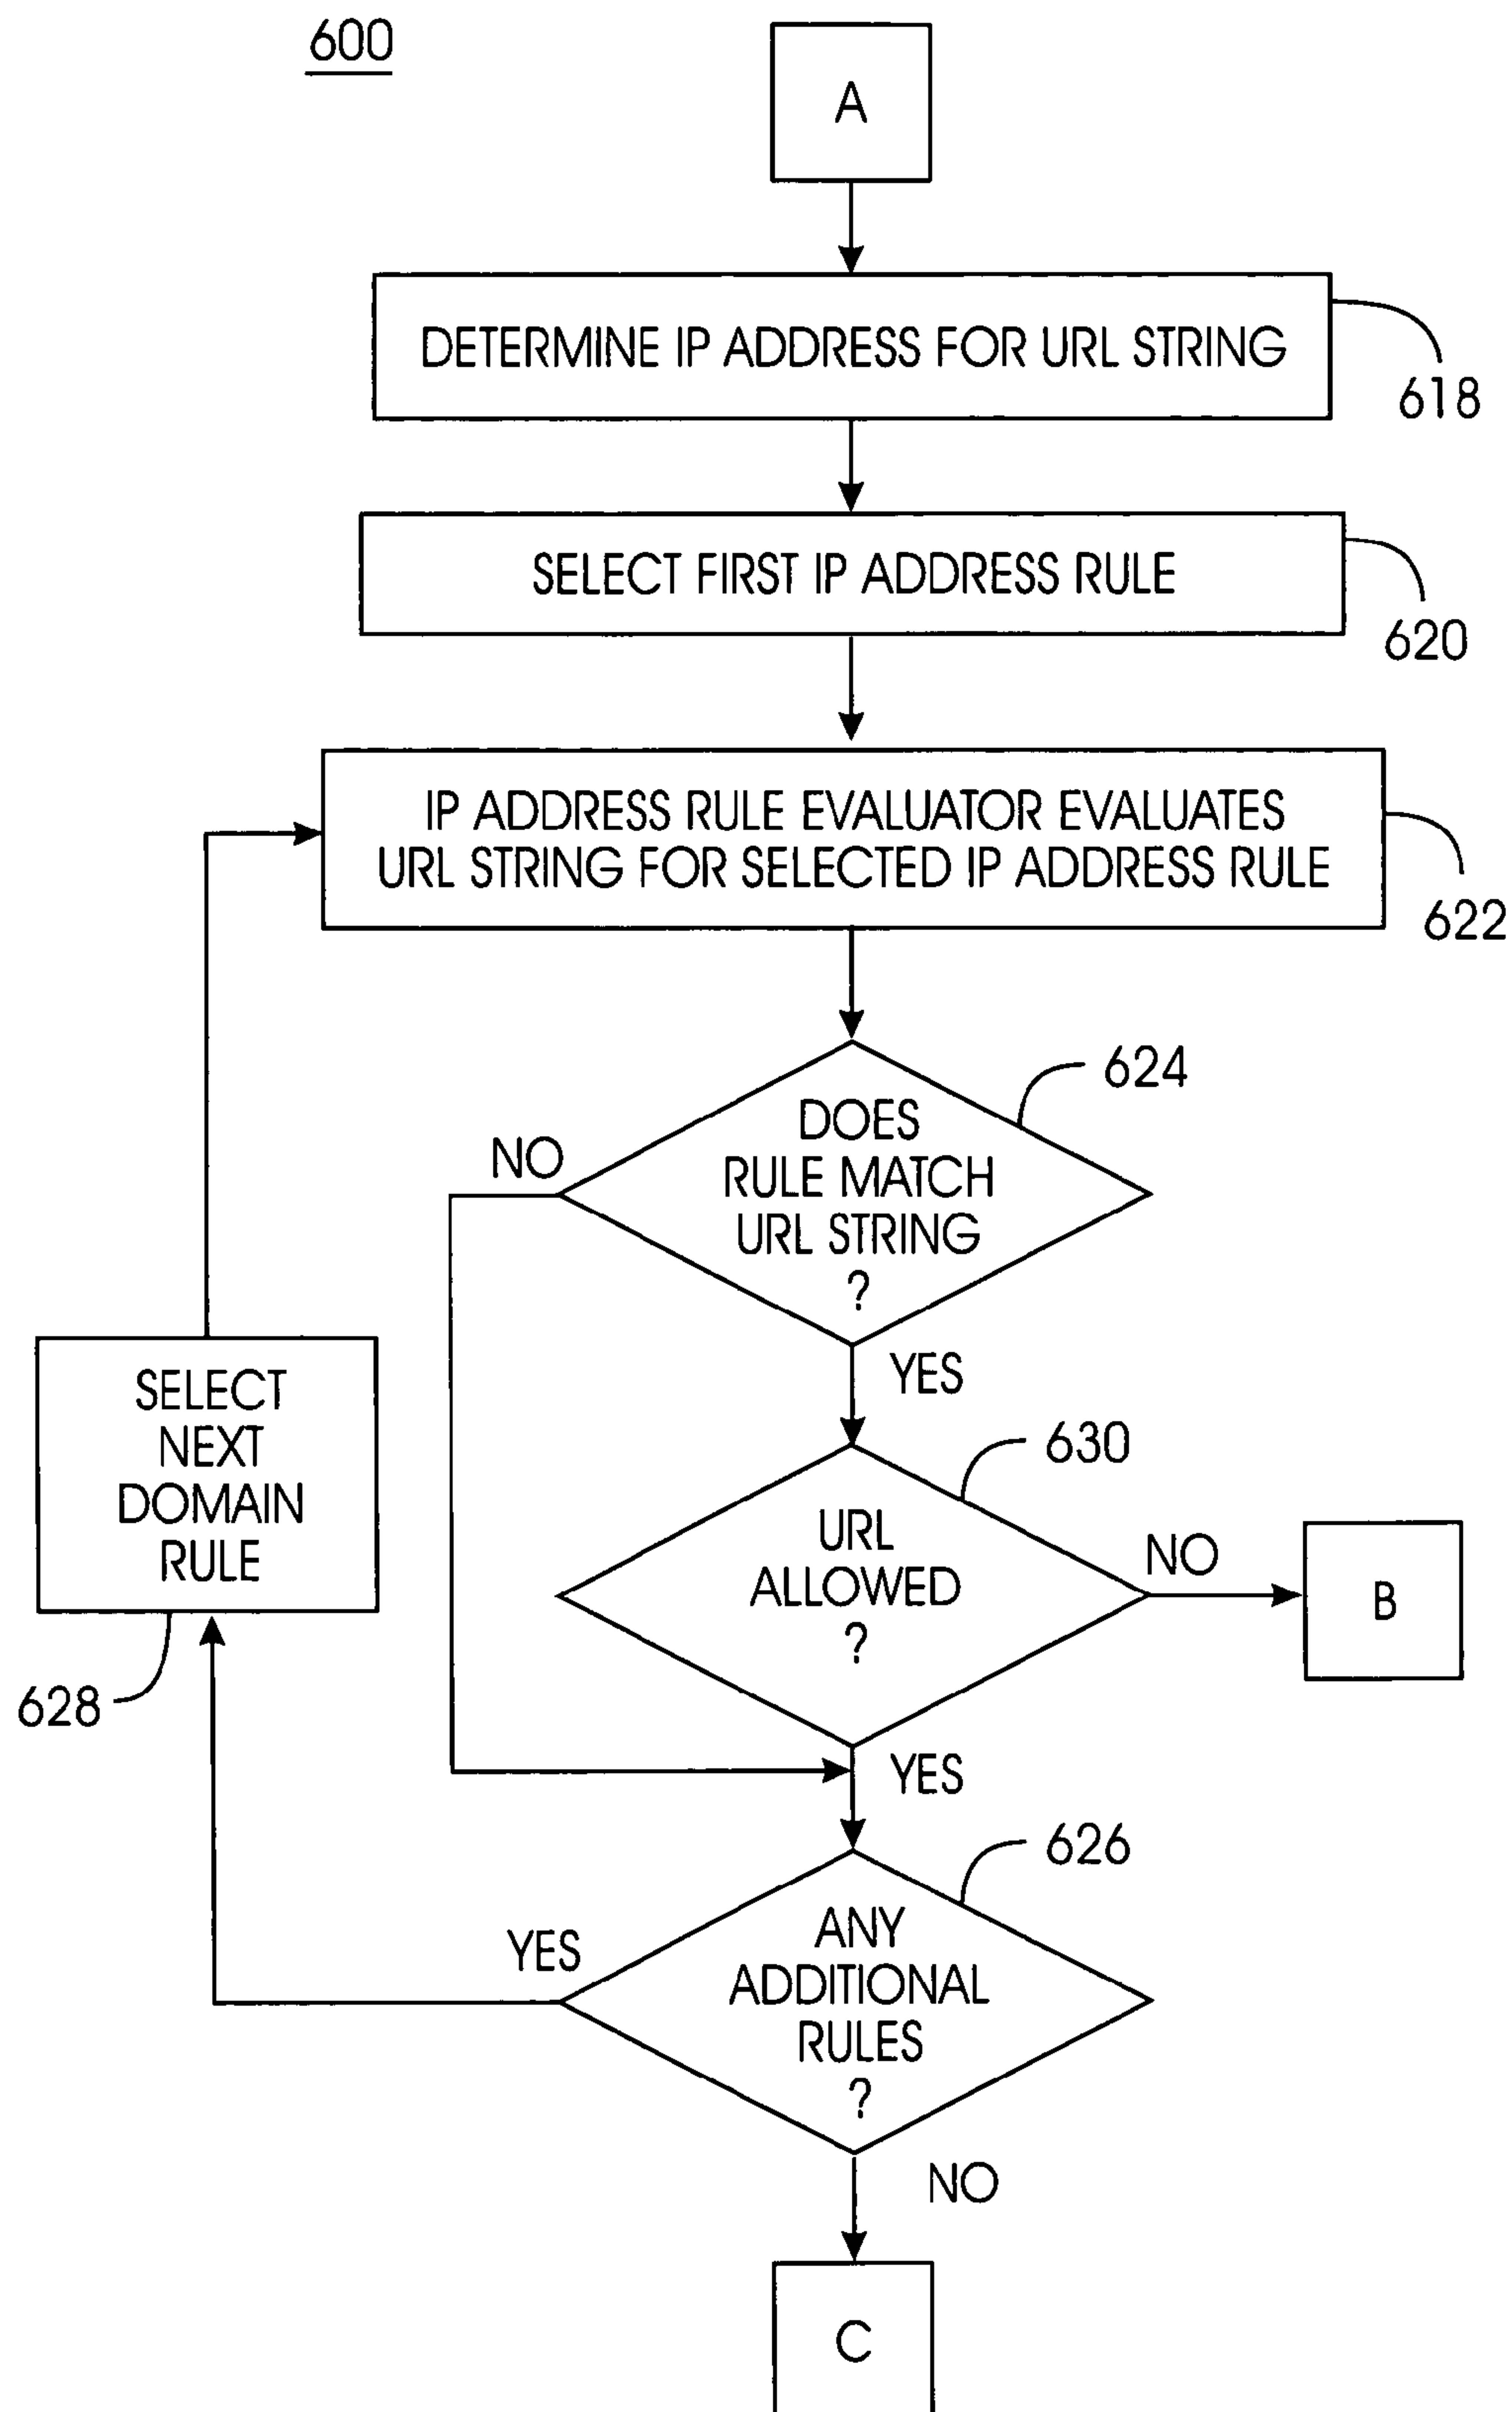 600
A
DETERMINE IP ADDRESS FOR URL STRING
618
SELECT FIRST IP ADDRESS RULE
620
IP ADDRESS RULE EVALUATOR EVALUATES
URL STRING FOR SELECTED IP ADDRESS RULE
622
624
DOES
RULE MATCH
URL STRING
?
NO
YES
SELECT
NEXT
DOMAIN
RULE
628
630
URL
ALLOWED
?
NO
B
YES
626
ANY
ADDITIONAL
RULES
?
YES
NO
C